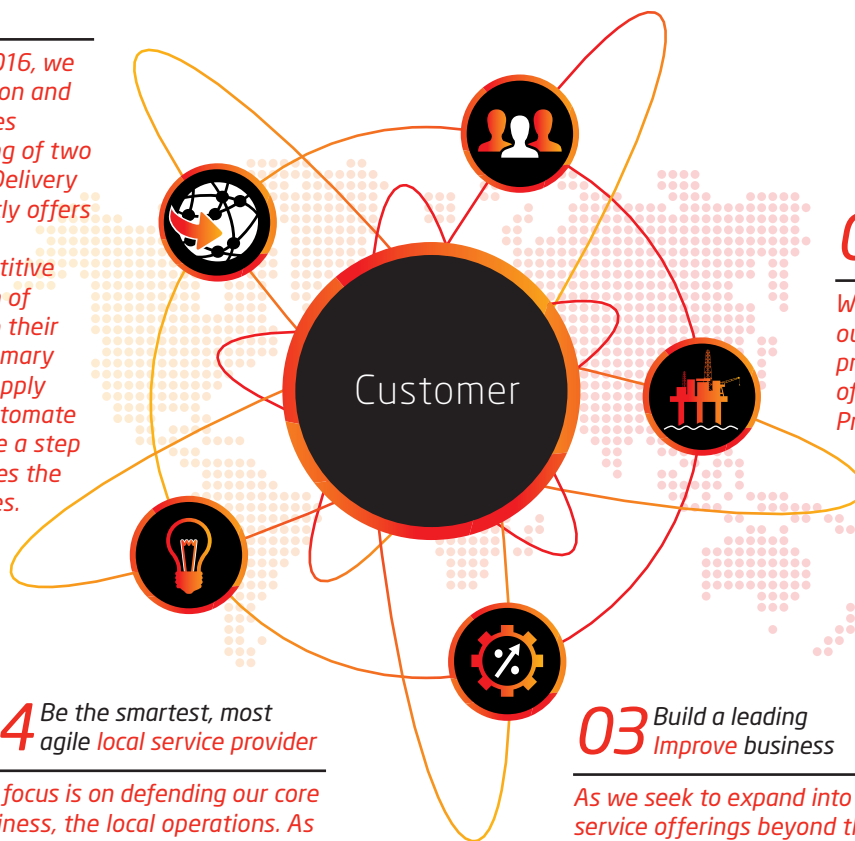 016, we
on and
es
g of two
Delivery
rly offers
titive
of
their
mary
pply
tomate
e a step
es the
es.
Customer
W
ou
pr
of
Pr
4 Be the smartest, most
agile local service provider
focus is on defending our core
iness, the local operations. As
03 Build a leading
Improve business
As we seek to expand into
service offerings beyond th